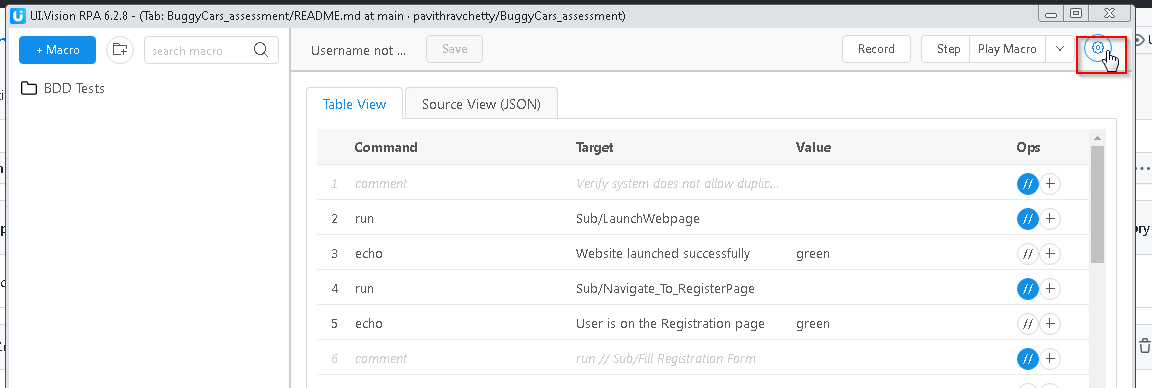 UI.Vision RPA 6.2.8 - (Tab: BuggyCars_assessment/README.md at main · pavithravchetty/BuggyCars_assessment)
+ Macro
search macro
Username not ...
Save
Record
Step
Play Macro
BDD Tests
Table View
Source View (JSON)
Command Target Value Ops
1 comment Verify system does not allow duplic... //
2 run Sub/LaunchWebpage //
3 echo Website launched successfully green //
4 run Sub/Navigate_To_RegisterPage //
5 echo User is on the Registration page green //
6 comment run // Sub/Fill Registration Form //
ory